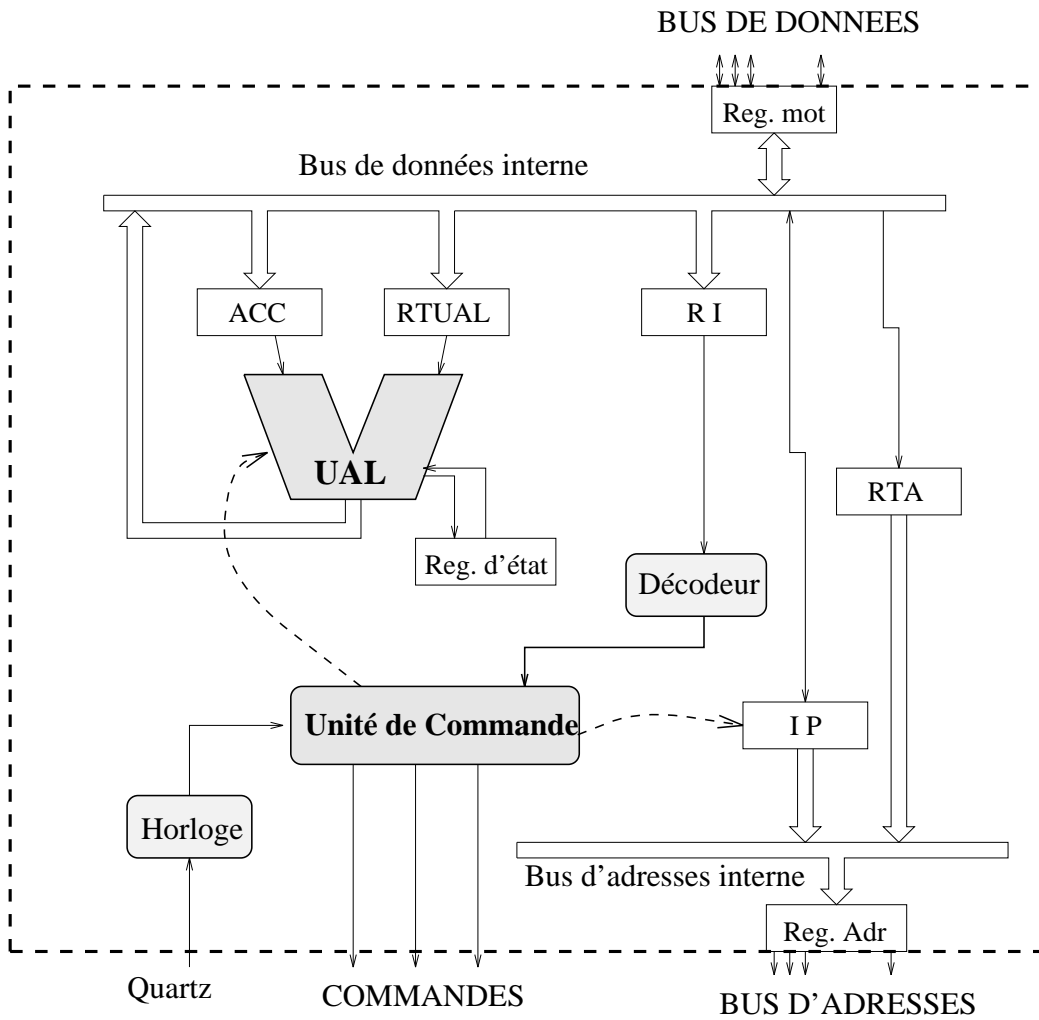 BUS DE DONNEES
Reg. mot
Bus de données interne
ACC
RTUAL
R I
UAL
RTA
Reg. d'état
Décodeur
Unité de Commande
I P
Horloge
Bus d'adresses interne
Reg. Adr
Quartz
COMMANDES
BUS D'ADRESSES